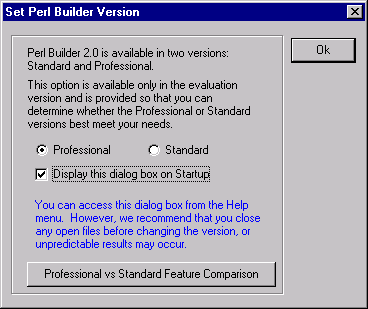 Set Perl Builder Version
Perl Builder 2.0 is available in two versions:
Standard and Professional.
Ok
This option is available only in the evaluation
version and is provided so that you can
determine whether the Professional or Standard
versions best meet your needs.
Professional
Standard
Display this dialog box on Startup
You can access this dialog box from the Help
menu. However, we recommend that you close
any open files before changing the version, or
unpredictable results may occur.
Professional vs Standard Feature Comparison